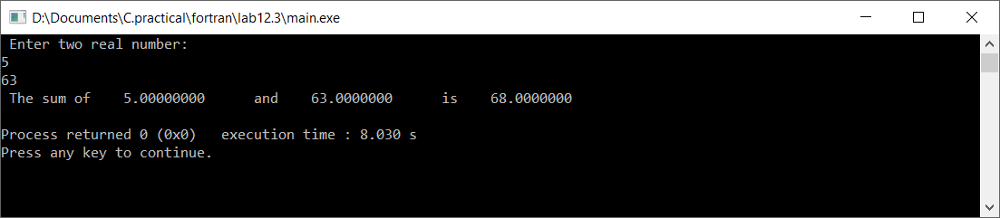 D:\Documents\C.practical\fortran\lab12.3\main.exe
Enter two real number:
5
63
The sum of    5.00000000      and    63.0000000      is    68.0000000
Process returned 0 (0x0)   execution time : 8.030 s
Press any key to continue.